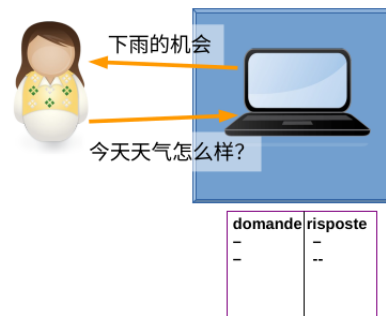 下雨的机会
今天天气怎么样？
domande risposte
– –
– --